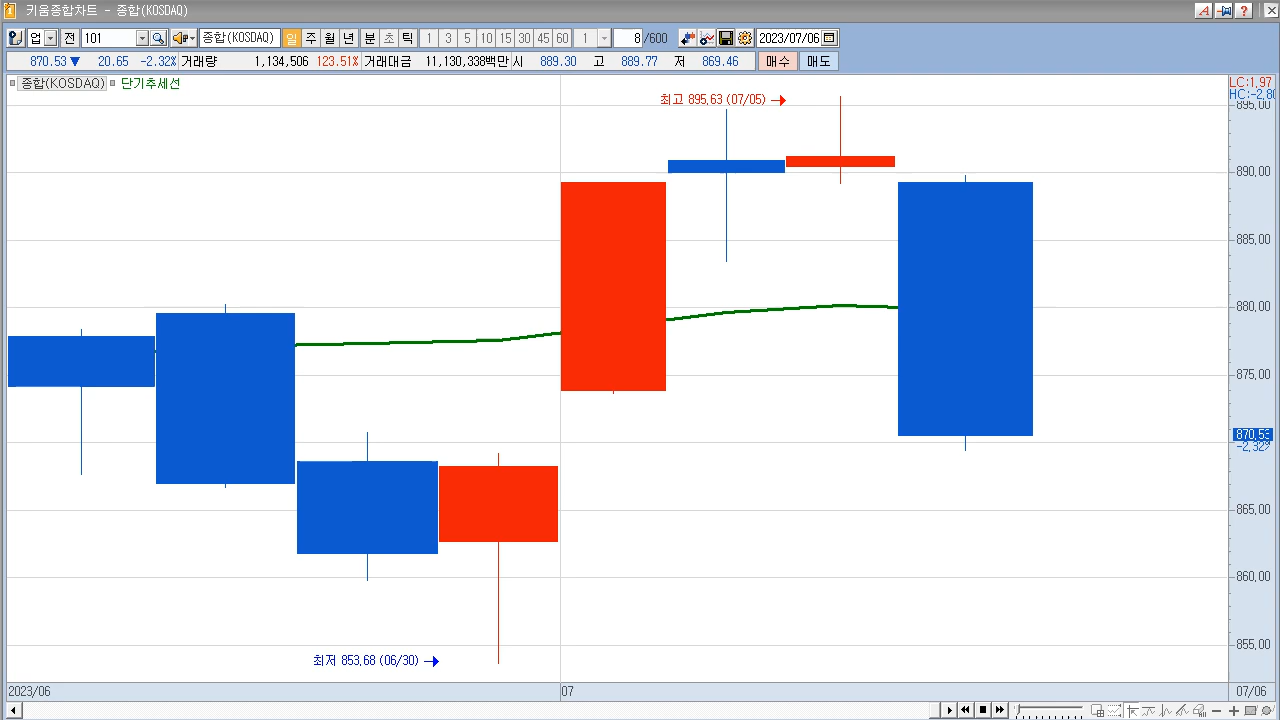 키움종합차트 - 종합(KOSDAQ)
업 전 101 종합(KOSDAQ) 일 주 월 년 분 초 틱 1 3 5 10 15 30 45 60 1 8 /600 2023/07/06
870.53 ▼ 20.65 -2.32% 거래량 1,134,506 123.51% 거래대금 11,130,338백만 시 889.30 고 889.77 저 869.46 매수 매도
종합(KOSDAQ) 단기추세선
LC:1,97
HC:-2,8
895,00
최고 895,63 (07/05) →
890,00
885,00
880,00
875,00
870,53
-2,32%
865,00
860,00
855,00
최저 853,68 (06/30) →
2023/06 07 07/06